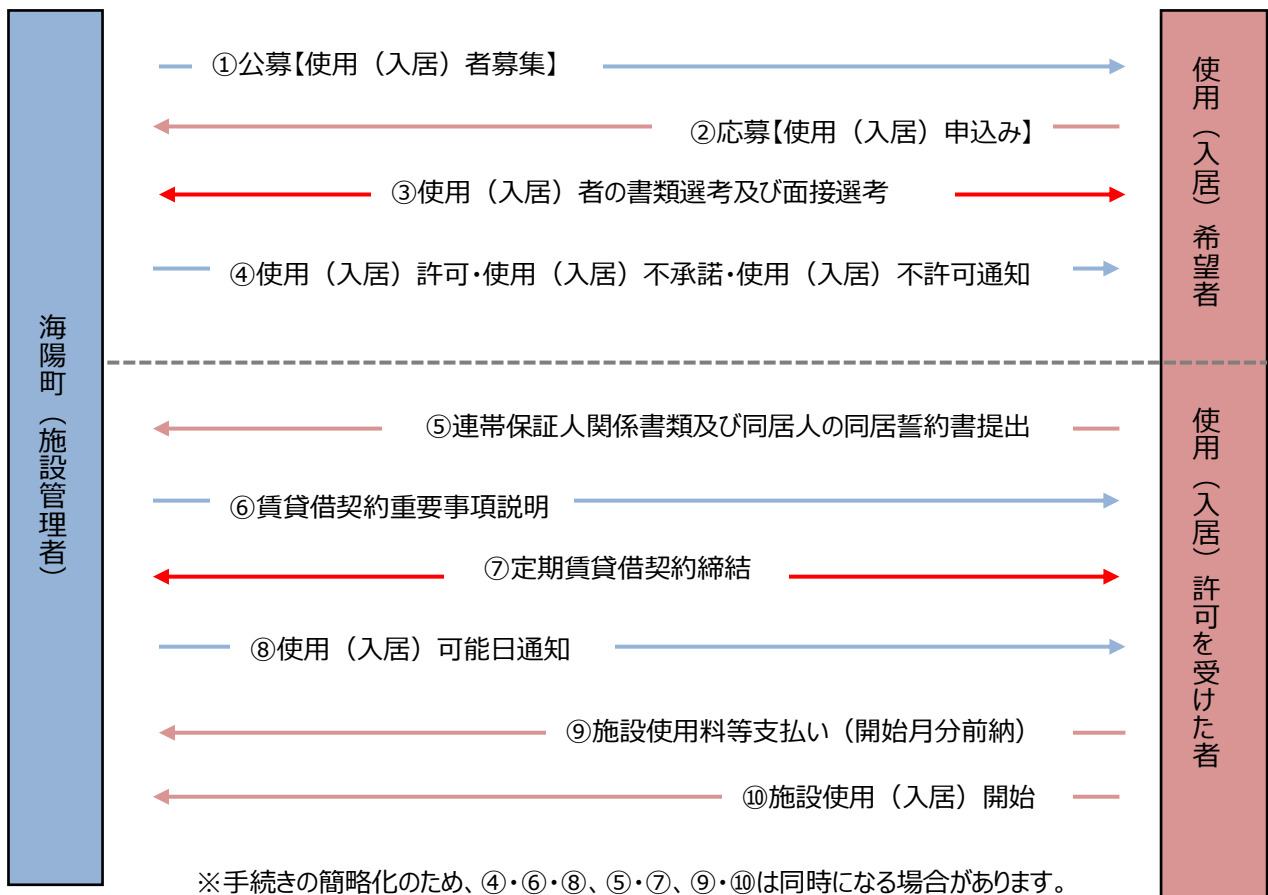 海陽町（施設管理者）
使用（入居）希望者
①公募【使用（入居）者募集】
②応募【使用（入居）申込み】
③使用（入居）者の書類選考及び面接選考
④使用（入居）許可・使用（入居）不承諾・使用（入居）不許可通知
使用（入居）許可を受けた者
⑤連帯保証人関係書類及び同居人の同居誓約書提出
⑥賃貸借契約重要事項説明
⑦定期賃貸借契約締結
⑧使用（入居）可能日通知
⑨施設使用料等支払い（開始月分前納）
⑩施設使用（入居）開始
※手続きの簡略化のため、④・⑥・⑧、⑤・⑦、⑨・⑩は同時になる場合があります。